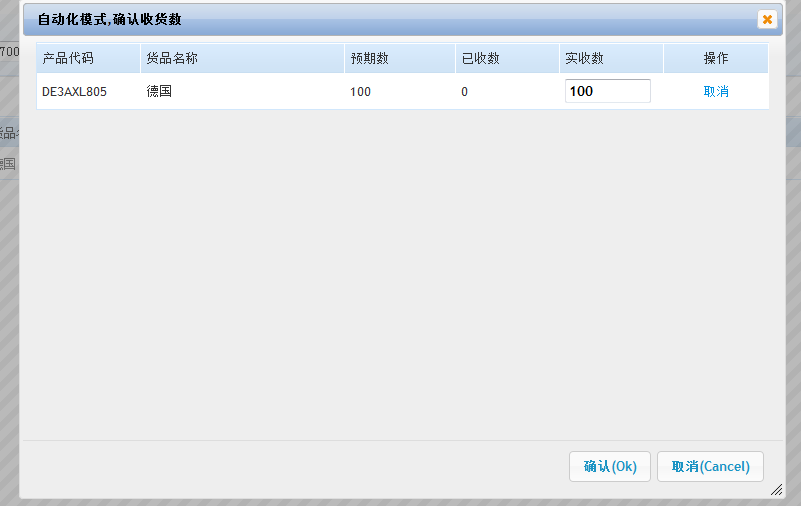 自动化模式,确认收货数
700
产品代码 货品名称 预期数 已收数 实收数 操作
DE3AXL805 德国 100 0 100 取消
货品名
德国
确认(Ok) 取消(Cancel)